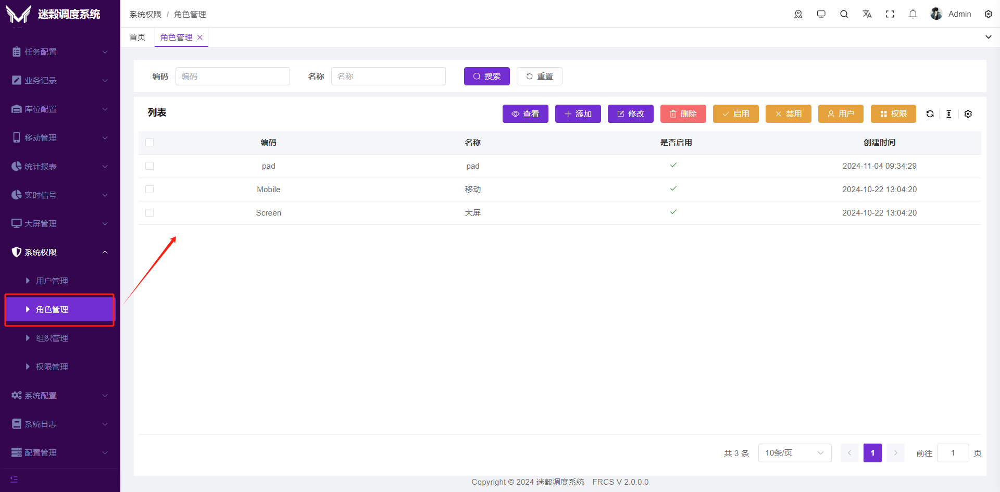 迷毂调度系统
系统权限 / 角色管理
Admin
首页
角色管理
任务配置
业务记录
库位配置
移动管理
统计报表
实时信号
大屏管理
系统权限
用户管理
角色管理
组织管理
权限管理
系统配置
系统日志
配置管理
编码 编码 名称 名称 搜索 重置
列表 查看 添加 修改 删除 启用 禁用 用户 权限
编码 名称 是否启用 创建时间
pad pad 2024-11-04 09:34:29
Mobile 移动 2024-10-22 13:04:20
Screen 大屏 2024-10-22 13:04:20
共 3 条 10条/页 1 前往 1 页
Copyright © 2024 迷毂调度系统 FRCS V 2.0.0.0